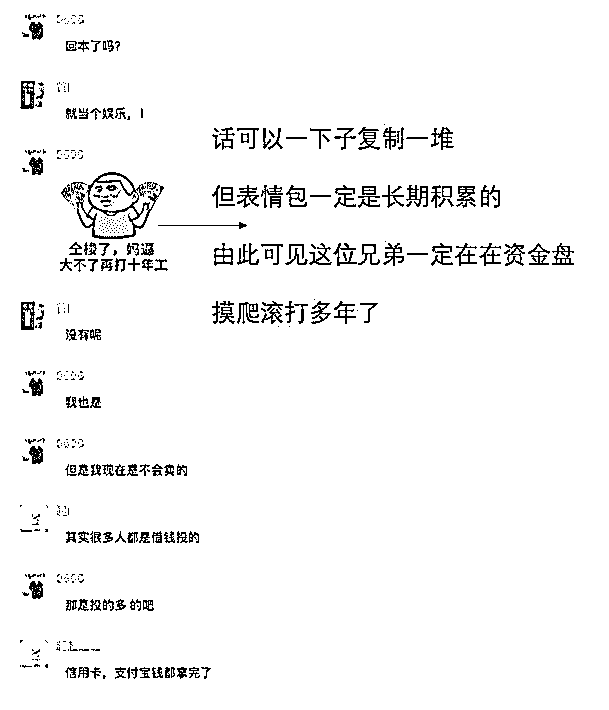 回本了吗?
就当个娱乐,!
话可以一下子复制一堆
但表情包一定是长期积累的
全梭了,妈逼
大不了再打十年工
由此可见这位兄弟一定在在资金盘
摸爬滚打多年了
没有呢
我也是
但是我现在是不会卖的
其实很多人都是借钱投的
那是投的多 的吧
信用卡,支付宝钱都拿完了